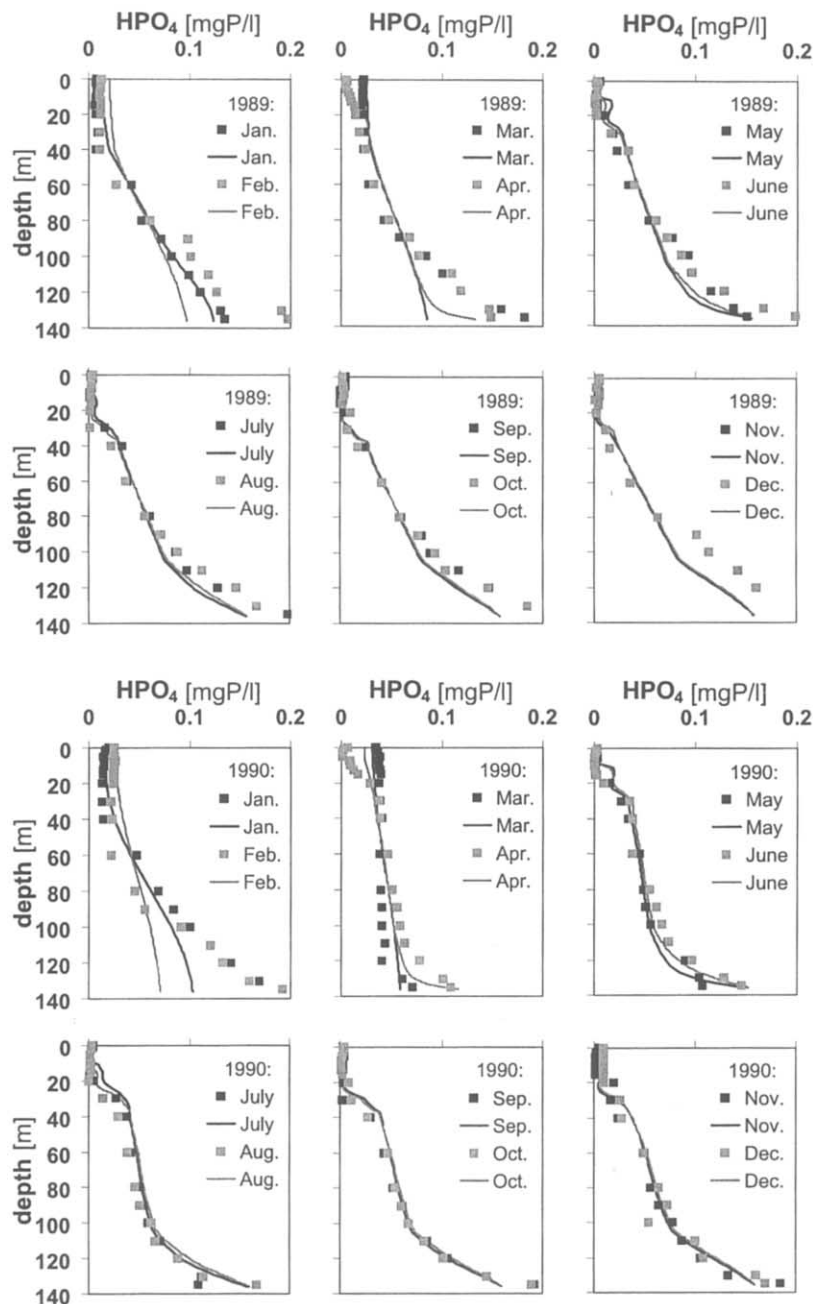 HPO₄ [mgP/l] HPO₄ [mgP/l] HPO₄ [mgP/l]
0 0.1 0.2 0 0.1 0.2 0 0.1 0.2
depth [m]
0
20
40
60
80
100
120
140
1989:
Jan.
Jan.
Feb.
Feb.
1989:
Mar.
Mar.
Apr.
Apr.
1989:
May
May
June
June
depth [m]
0
20
40
60
80
100
120
140
1989:
July
July
Aug.
Aug.
1989:
Sep.
Sep.
Oct.
Oct.
1989:
Nov.
Nov.
Dec.
Dec.
HPO₄ [mgP/l] HPO₄ [mgP/l] HPO₄ [mgP/l]
0 0.1 0.2 0 0.1 0.2 0 0.1 0.2
depth [m]
0
20
40
60
80
100
120
140
1990:
Jan.
Jan.
Feb.
Feb.
1990:
Mar.
Mar.
Apr.
Apr.
1990:
May
May
June
June
depth [m]
0
20
40
60
80
100
120
140
1990:
July
July
Aug.
Aug.
1990:
Sep.
Sep.
Oct.
Oct.
1990:
Nov.
Nov.
Dec.
Dec.